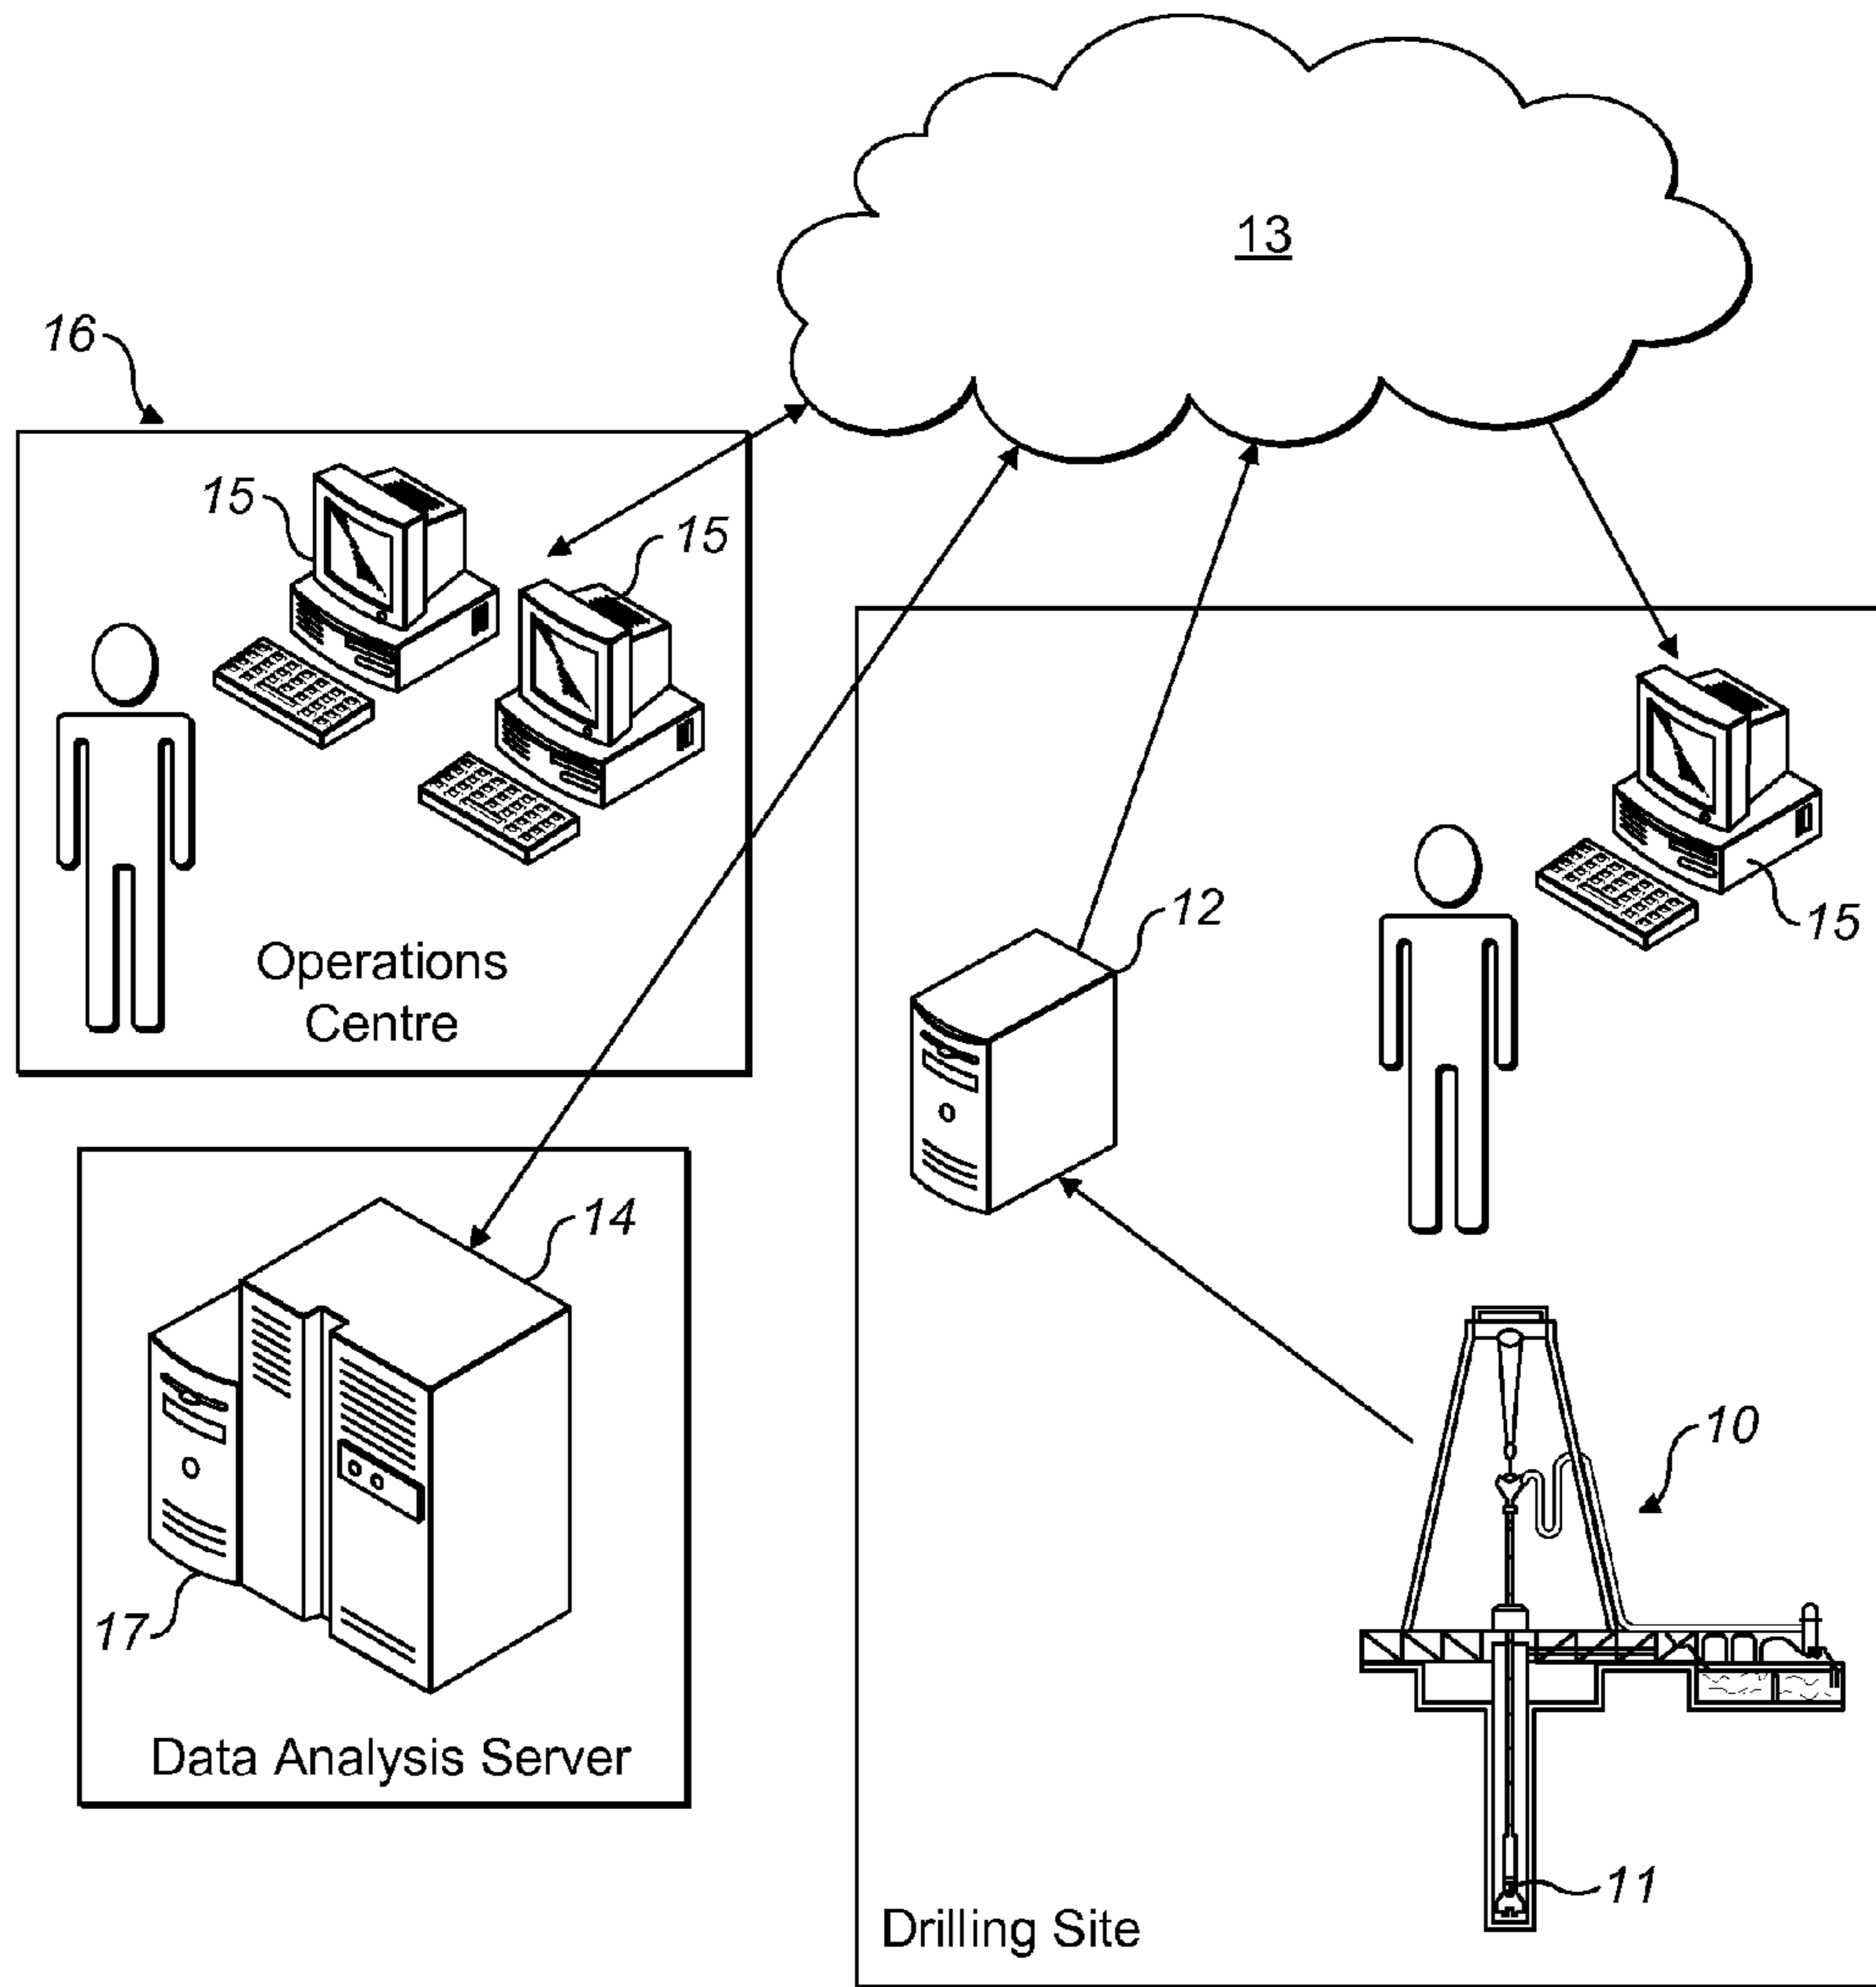 13
16
15
15
Operations
Centre
12
15
14
17
Data Analysis Server
10
11
Drilling Site